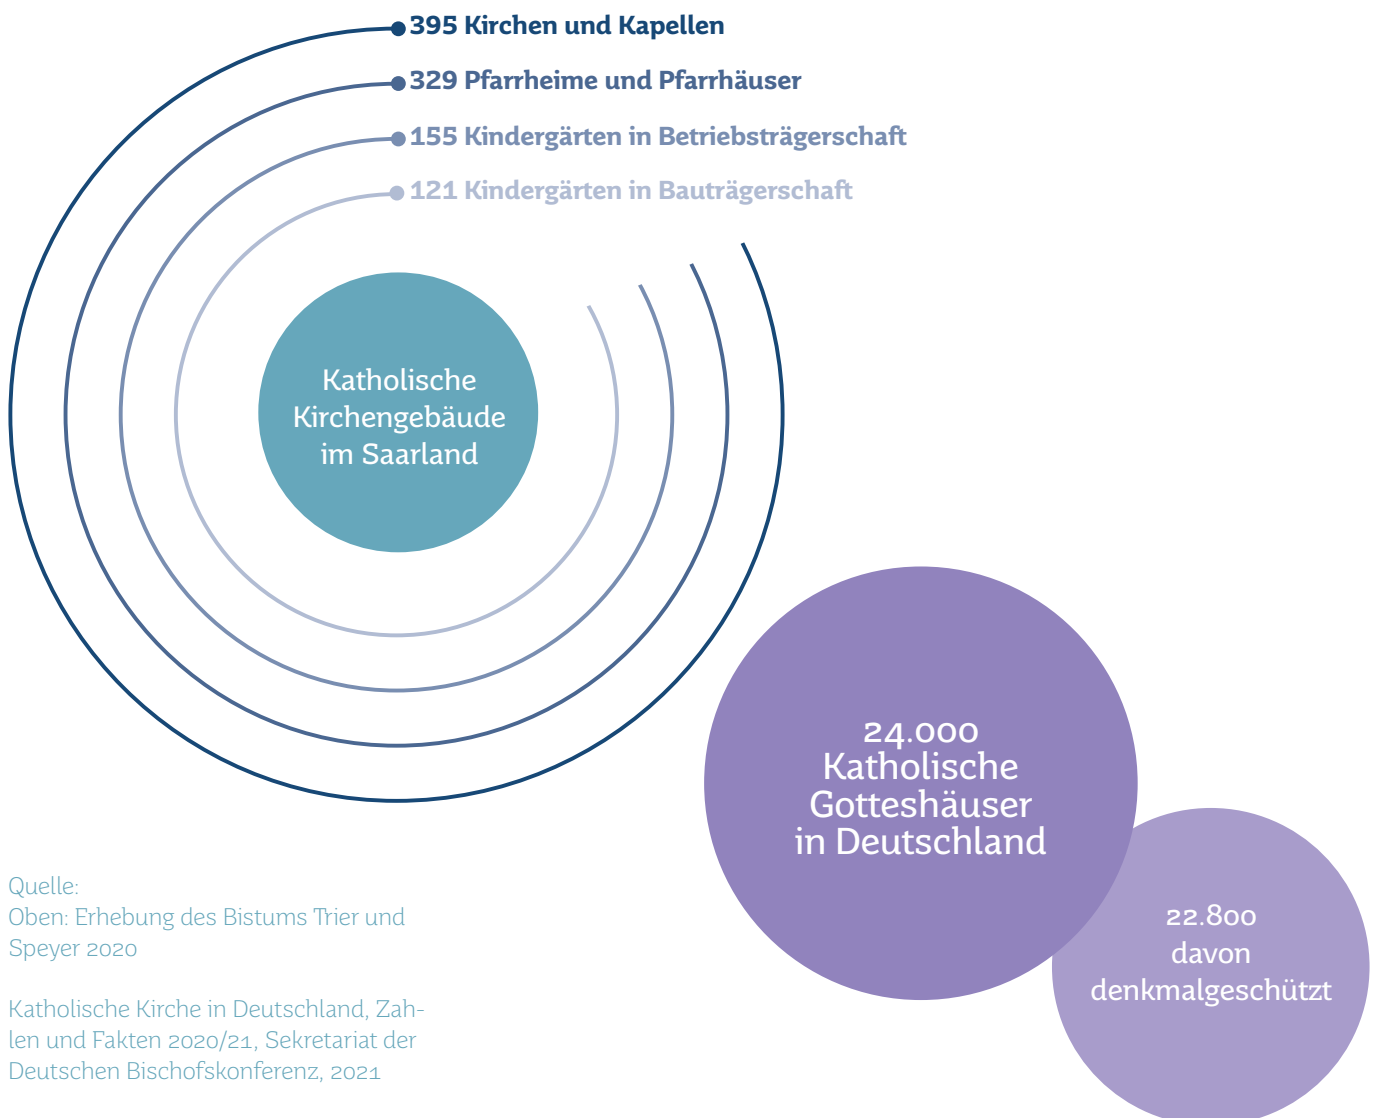 395 Kirchen und Kapellen
329 Pfarrheime und Pfarrhäuser
155 Kindergärten in Betriebsträgerschaft
121 Kindergärten in Bauträgerschaft
Katholische
Kirchengebäude
im Saarland
24.000
Katholische
Gotteshäuser
in Deutschland
22.800
davon
denkmalgeschützt
Quelle:
Oben: Erhebung des Bistums Trier und
Speyer 2020
Katholische Kirche in Deutschland, Zah-
len und Fakten 2020/21, Sekretariat der
Deutschen Bischofskonferenz, 2021